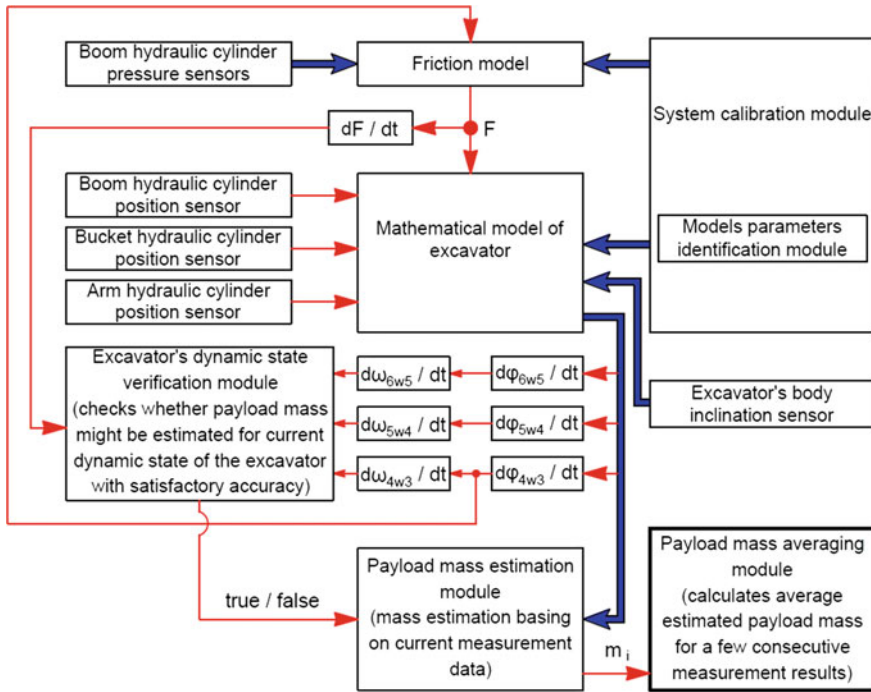 Boom hydraulic cylinder
pressure sensors
Friction model
System calibration module
dF / dt
F
Boom hydraulic cylinder
position sensor
Bucket hydraulic cylinder
position sensor
Arm hydraulic cylinder
position sensor
Mathematical model of
excavator
Models parameters
identification module
Excavator's dynamic state
verification module
(checks whether payload mass
might be estimated for current
dynamic state of the excavator
with satisfactory accuracy)
dω6w5 / dt
dφ6w5 / dt
dω5w4 / dt
dφ5w4 / dt
dω4w3 / dt
dφ4w3 / dt
Excavator's body
inclination sensor
true / false
Payload mass estimation
module
(mass estimation basing
on current measurement
data)
m i
Payload mass averaging
module
(calculates average
estimated payload mass
for a few consecutive
measurement results)